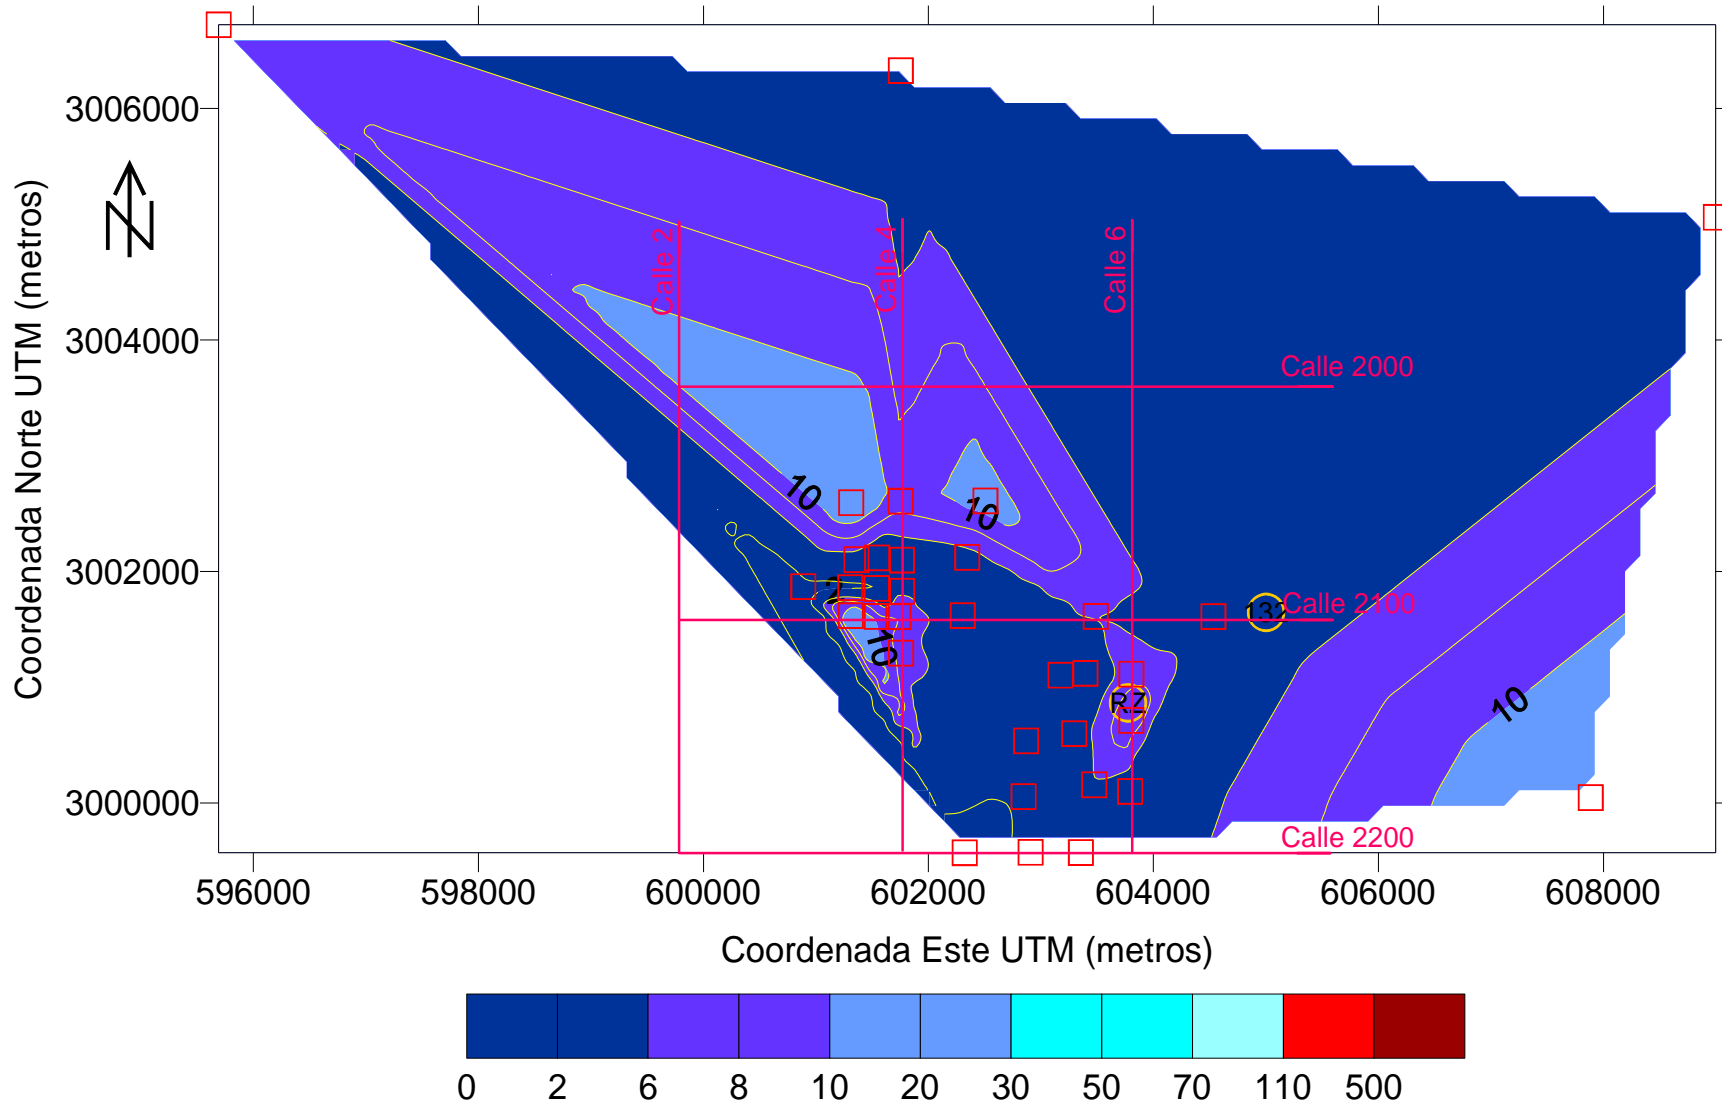 3006000
3004000
3002000
3000000
Coordenada Norte UTM (metros)
N
Calle 2
Calle 4
Calle 6
Calle 2000
Calle 2100
Calle 2200
10
10
10
10
132
RZ
596000 598000 600000 602000 604000 606000 608000
Coordenada Este UTM (metros)
0 2 6 8 10 20 30 50 70 110 500